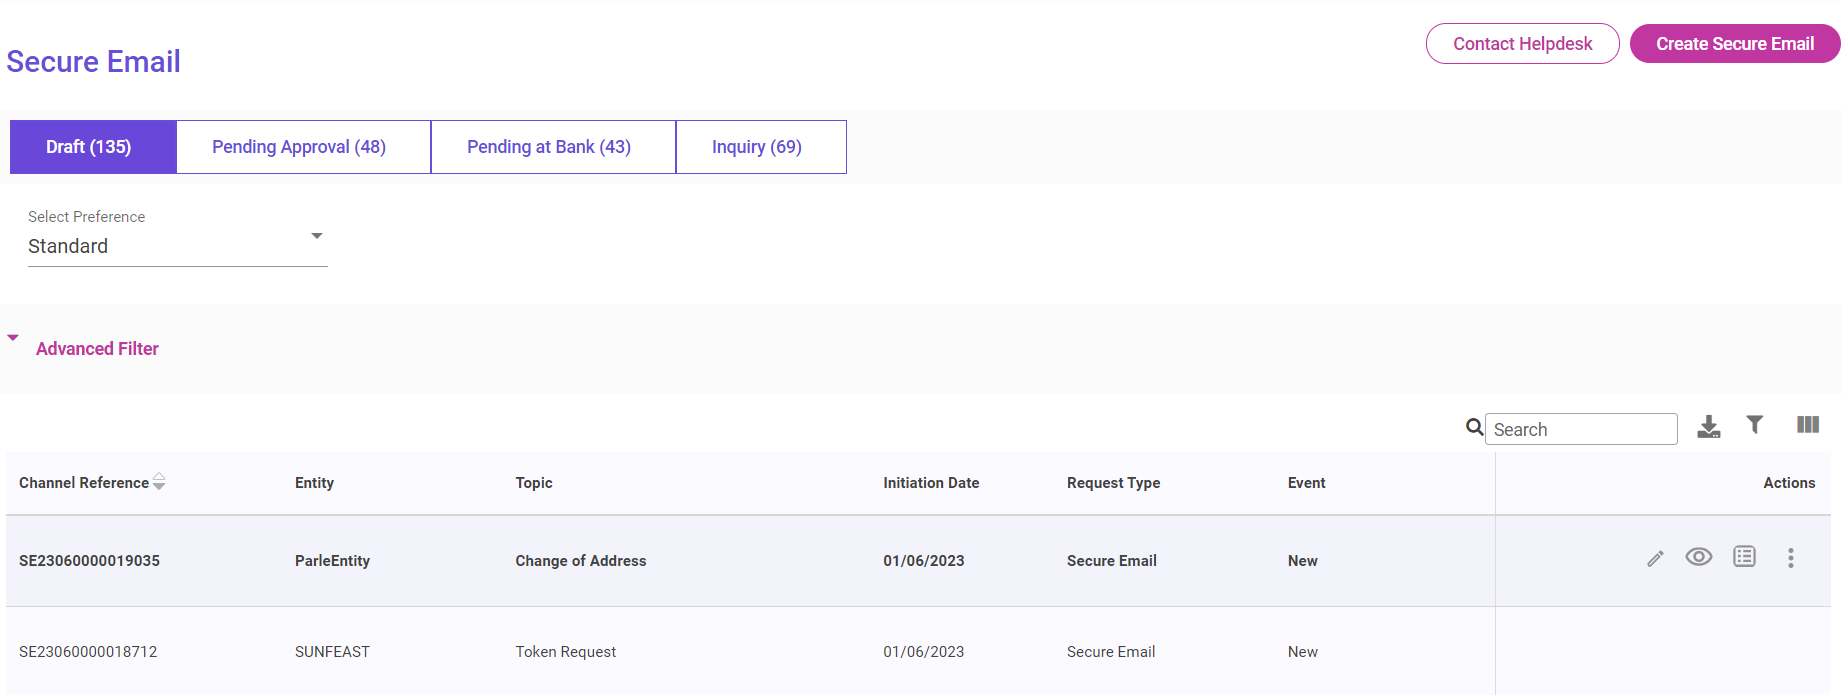 Secure Email
Contact Helpdesk
Create Secure Email
Draft (135)
Pending Approval (48)
Pending at Bank (43)
Inquiry (69)
Select Preference
Standard
Advanced Filter
Search
Channel Reference Entity Topic Initiation Date Request Type Event Actions
SE23060000019035 ParleEntity Change of Address 01/06/2023 Secure Email New
SE23060000018712 SUNFEAST Token Request 01/06/2023 Secure Email New